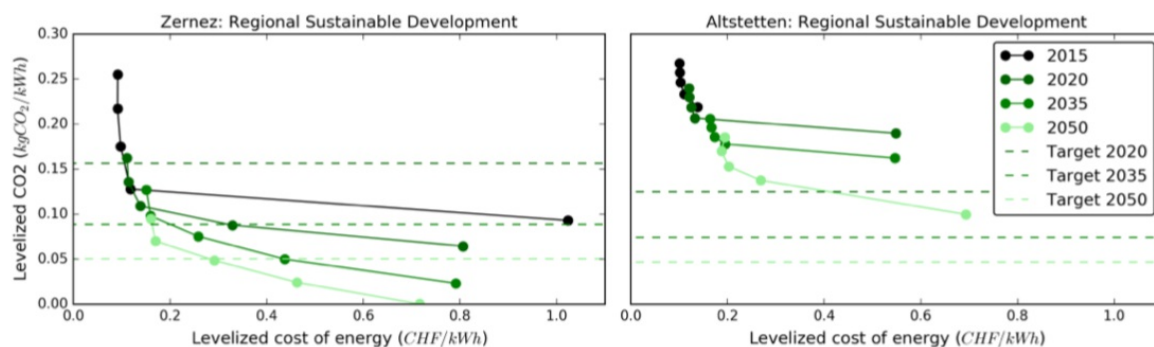 Zernez: Regional Sustainable Development
Altstetten: Regional Sustainable Development
Levelized CO2 (kgCO₂/kWh)
0.30
0.25
0.20
0.15
0.10
0.05
0.00
0.0 0.2 0.4 0.6 0.8 1.0
Levelized cost of energy (CHF/kWh)
2015
2020
2035
2050
Target 2020
Target 2035
Target 2050
0.0 0.2 0.4 0.6 0.8 1.0
Levelized cost of energy (CHF/kWh)